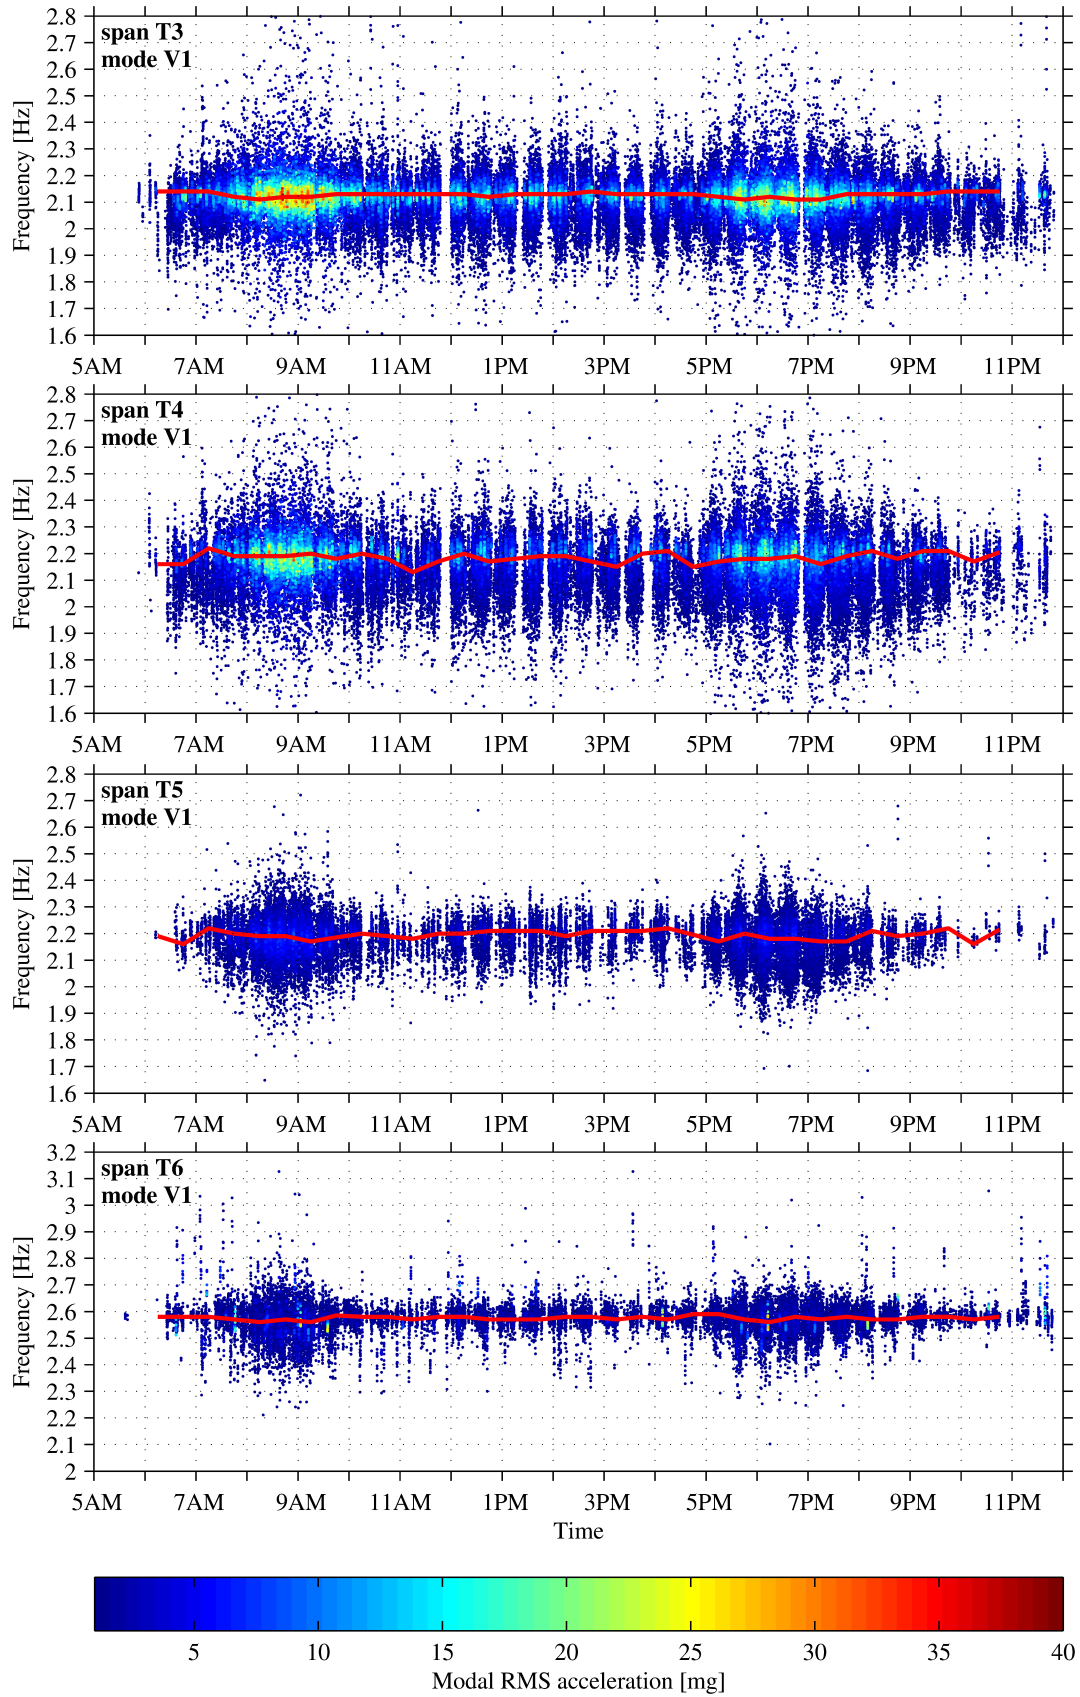 span T3
mode V1
Frequency [Hz]
2.8
2.7
2.6
2.5
2.4
2.3
2.2
2.1
2
1.9
1.8
1.7
1.6
5AM 7AM 9AM 11AM 1PM 3PM 5PM 7PM 9PM 11PM
span T4
mode V1
Frequency [Hz]
2.8
2.7
2.6
2.5
2.4
2.3
2.2
2.1
2
1.9
1.8
1.7
1.6
5AM 7AM 9AM 11AM 1PM 3PM 5PM 7PM 9PM 11PM
span T5
mode V1
Frequency [Hz]
2.8
2.7
2.6
2.5
2.4
2.3
2.2
2.1
2
1.9
1.8
1.7
1.6
5AM 7AM 9AM 11AM 1PM 3PM 5PM 7PM 9PM 11PM
span T6
mode V1
Frequency [Hz]
3.2
3.1
3
2.9
2.8
2.7
2.6
2.5
2.4
2.3
2.2
2.1
2
5AM 7AM 9AM 11AM 1PM 3PM 5PM 7PM 9PM 11PM
Time
5 10 15 20 25 30 35 40
Modal RMS acceleration [mg]